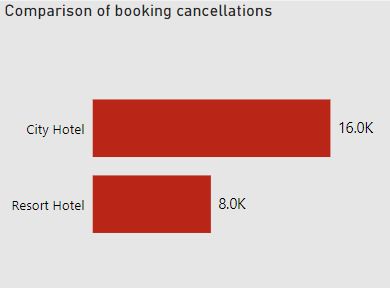 Comparison of booking cancellations
City Hotel 16.0K
Resort Hotel 8.0K